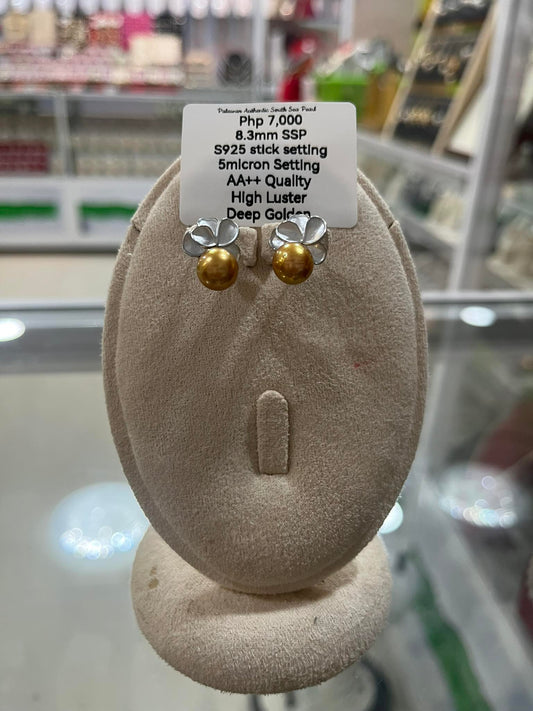 Palawan Authentic South Sea Pearl
Php 7,000
8.3mm SSP
S925 stick setting
5micron Setting
AA++ Quality
High Luster
Deep Golden